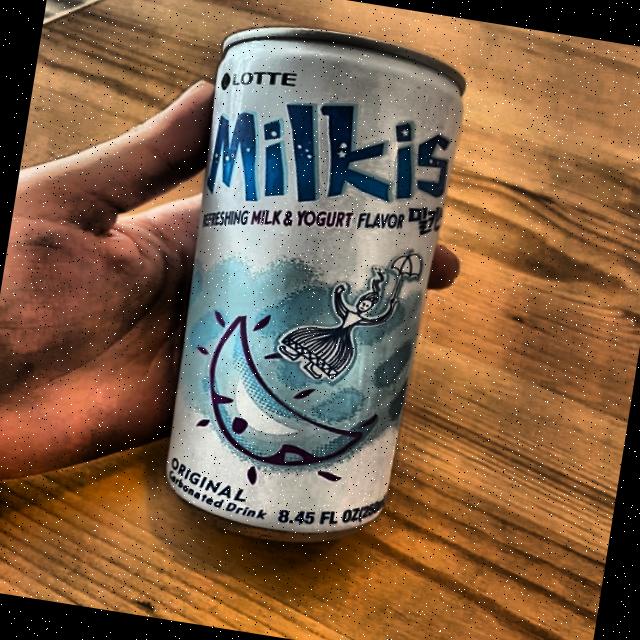 LOTTE
Milkis
REFRESHING MILK & YOGURT FLAVOR
ORIGINAL
Carbonated Drink 8.45 FL OZ